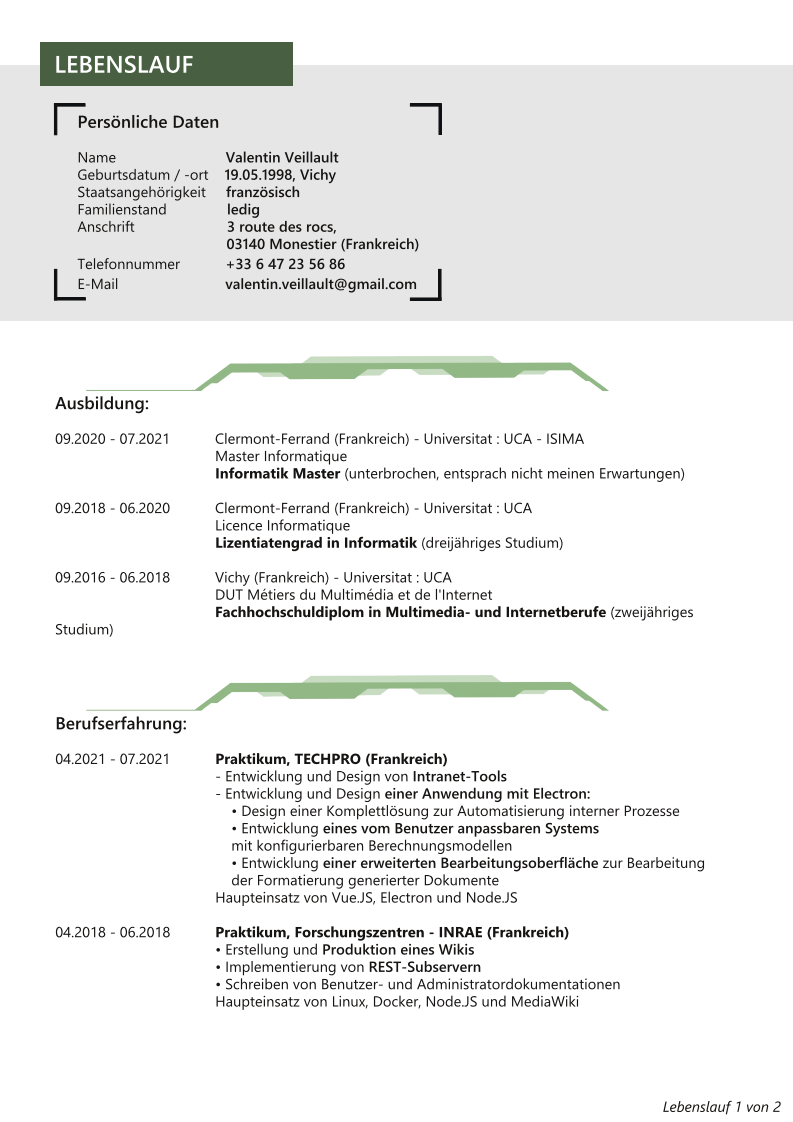 LEBENSLAUF
Persönliche Daten
Name Valentin Veillault
Geburtsdatum / -ort 19.05.1998, Vichy
Staatsangehörigkeit französisch
Familienstand ledig
Anschrift 3 route des rocs,
03140 Monestier (Frankreich)
Telefonnummer +33 6 47 23 56 86
E-Mail valentin.veillault@gmail.com
Ausbildung:
09.2020 - 07.2021 Clermont-Ferrand (Frankreich) - Universitat : UCA - ISIMA
Master Informatique
Informatik Master (unterbrochen, entsprach nicht meinen Erwartungen)
09.2018 - 06.2020 Clermont-Ferrand (Frankreich) - Universitat : UCA
Licence Informatique
Lizentiatengrad in Informatik (dreijähriges Studium)
09.2016 - 06.2018 Vichy (Frankreich) - Universitat : UCA
DUT Métiers du Multimédia et de l'Internet
Fachhochschuldiplom in Multimedia- und Internetberufe (zweijähriges
Studium)
Berufserfahrung:
04.2021 - 07.2021 Praktikum, TECHPRO (Frankreich)
- Entwicklung und Design von Intranet-Tools
- Entwicklung und Design einer Anwendung mit Electron:
• Design einer Komplettlösung zur Automatisierung interner Prozesse
• Entwicklung eines vom Benutzer anpassbaren Systems
mit konfigurierbaren Berechnungsmodellen
• Entwicklung einer erweiterten Bearbeitungsoberfläche zur Bearbeitung
der Formatierung generierter Dokumente
Haupteinsatz von Vue.JS, Electron und Node.JS
04.2018 - 06.2018 Praktikum, Forschungszentren - INRAE (Frankreich)
• Erstellung und Produktion eines Wikis
• Implementierung von REST-Subservern
• Schreiben von Benutzer- und Administratordokumentationen
Haupteinsatz von Linux, Docker, Node.JS und MediaWiki
Lebenslauf 1 von 2